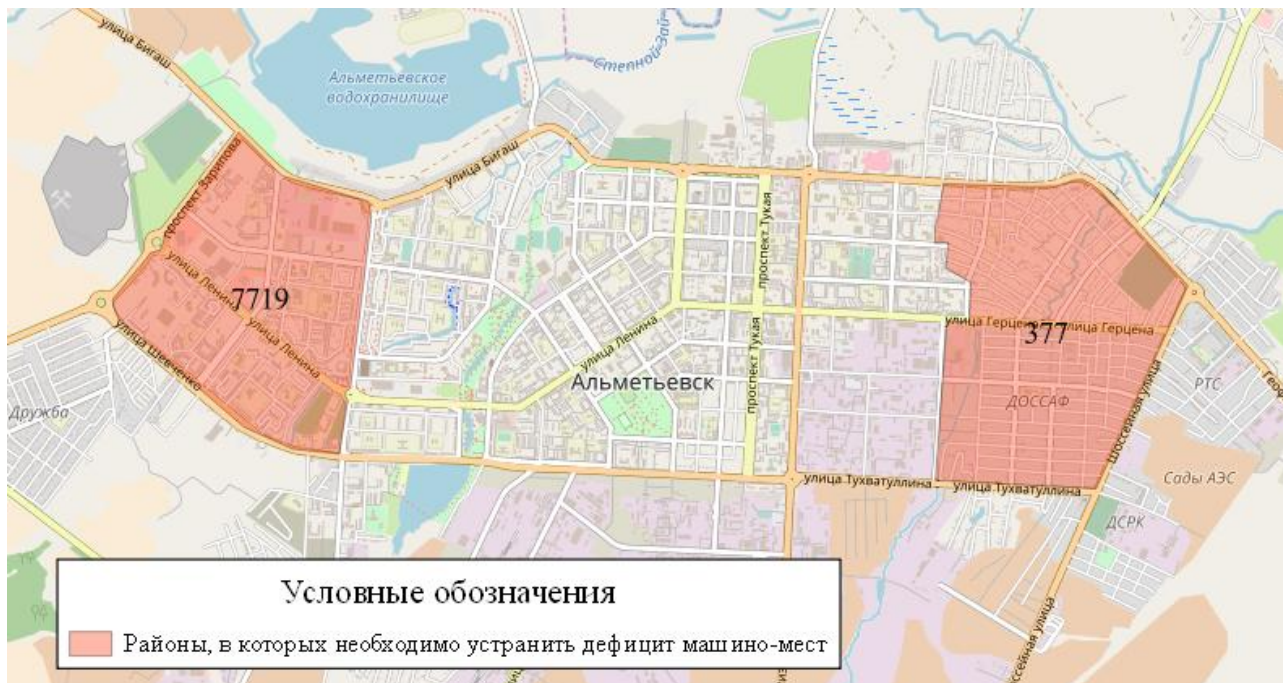 улица Бигаш
Альметьевское
водохранилище
Степной Зай
улица Бигаш
проспект Зарипова
проспект Тукая
улица Ленина
7719
улица Ленина
улица Герцена
улица Герцена
377
улица Ленина
улица Шевченко
Альметьевск
проспект Тукая
ДОССАФ
Шоссейная улица
РТС
Дружба
улица Тухватуллина
улица Тухватуллина
Сады АЭС
ДСРК
Условные обозначения
Районы, в которых необходимо устранить дефицит машино-мест